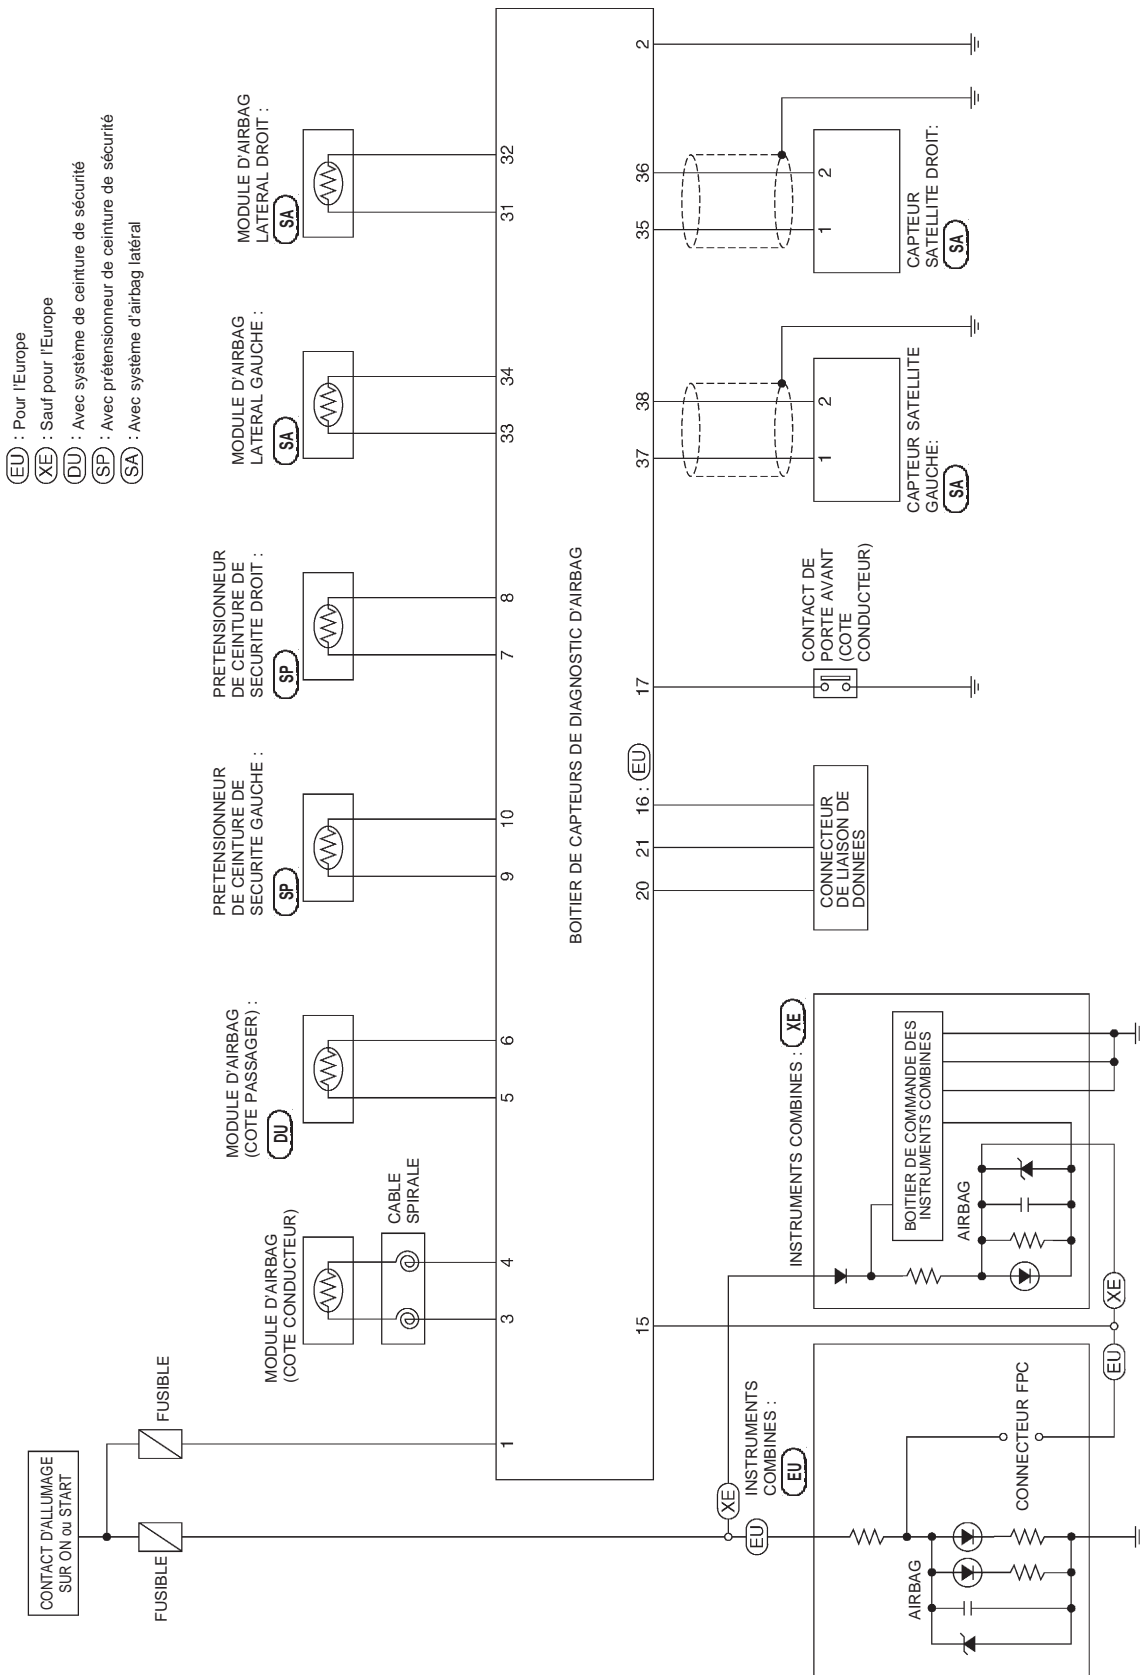 EU : Pour l'Europe
XE : Sauf pour l'Europe
DU : Avec système de ceinture de sécurité
SP : Avec prétensionneur de ceinture de sécurité
SA : Avec système d'airbag latéral
CONTACT D'ALLUMAGE
SUR ON ou START
FUSIBLE
FUSIBLE
MODULE D'AIRBAG
(COTE CONDUCTEUR)
CABLE
SPIRALE
MODULE D'AIRBAG
(COTE PASSAGER) :
DU
PRETENSIONNEUR
DE CEINTURE DE
SECURITE GAUCHE :
SP
PRETENSIONNEUR
DE CEINTURE DE
SECURITE DROIT :
SP
MODULE D'AIRBAG
LATERAL GAUCHE :
SA
MODULE D'AIRBAG
LATERAL DROIT :
SA
1
3
4
5
6
9
10
7
8
33
34
31
32
BOITIER DE CAPTEURS DE DIAGNOSTIC D'AIRBAG
15
20
21
16 : EU
17
37
38
35
36
2
XE
EU
INSTRUMENTS
COMBINES :
EU
AIRBAG
CONNECTEUR FPC
EU
XE
INSTRUMENTS COMBINES :
XE
BOITIER DE COMMANDE DES
INSTRUMENTS COMBINES
AIRBAG
CONNECTEUR
DE LIAISON DE
DONNEES
CONTACT DE
PORTE AVANT
(COTE
CONDUCTEUR)
1
2
CAPTEUR SATELLITE
GAUCHE:
SA
1
2
CAPTEUR
SATELLITE DROIT:
SA